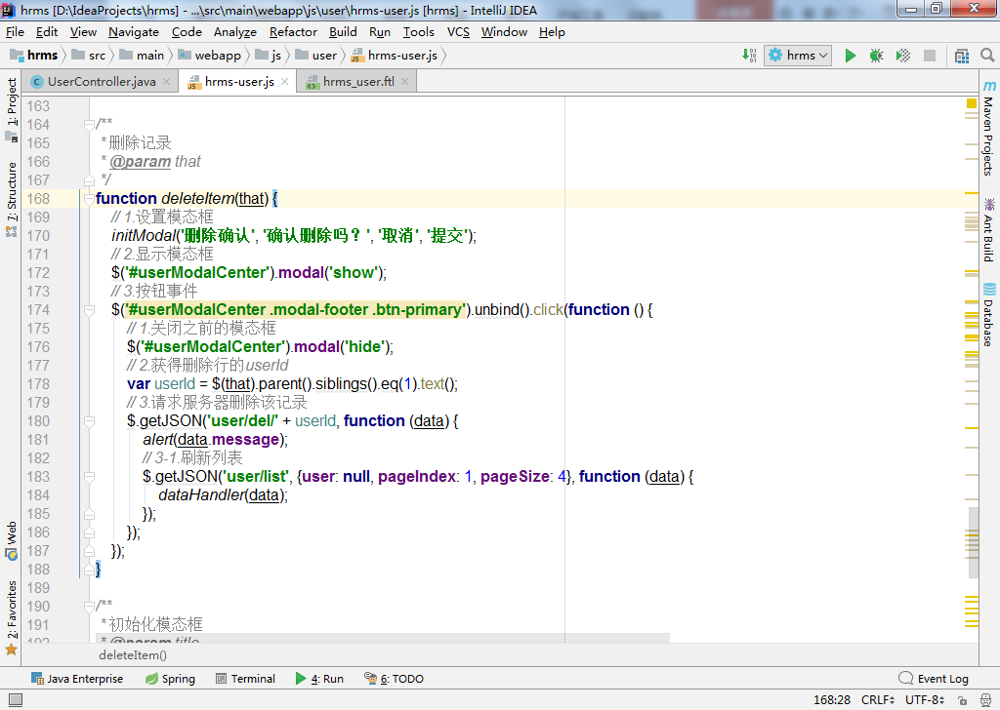 hrms [D:\IdeaProjects\hrms] - ...\src\main\webapp\js\user\hrms-user.js [hrms] - IntelliJ IDEA
File Edit View Navigate Code Analyze Refactor Build Run Tools VCS Window Help
hrms src main webapp js user hrms-user.js hrms
UserController.java hrms-user.js hrms_user.ftl
1: Project
7: Structure
Web
2: Favorites
Maven Projects
Ant Build
Database
163
164 /**
165 * 删除记录
166 * @param that
167 */
168 function deleteItem(that) {
169 // 1.设置模态框
170 initModal('删除确认', '确认删除吗？', '取消', '提交');
171 // 2.显示模态框
172 $('#userModalCenter').modal('show');
173 // 3.按钮事件
174 $('#userModalCenter .modal-footer .btn-primary').unbind().click(function () {
175 // 1.关闭之前的模态框
176 $('#userModalCenter').modal('hide');
177 // 2.获得删除行的userId
178 var userId = $(that).parent().siblings().eq(1).text();
179 // 3.请求服务器删除该记录
180 $.getJSON('user/del/' + userId, function (data) {
181 alert(data.message);
182 // 3-1.刷新列表
183 $.getJSON('user/list', {user: null, pageIndex: 1, pageSize: 4}, function (data) {
184 dataHandler(data);
185 });
186 });
187 });
188 }
189
190 /**
191 * 初始化模态框
192 * @param title
deleteItem()
Java Enterprise Spring Terminal 4: Run 6: TODO Event Log
168:28 CRLF UTF-8